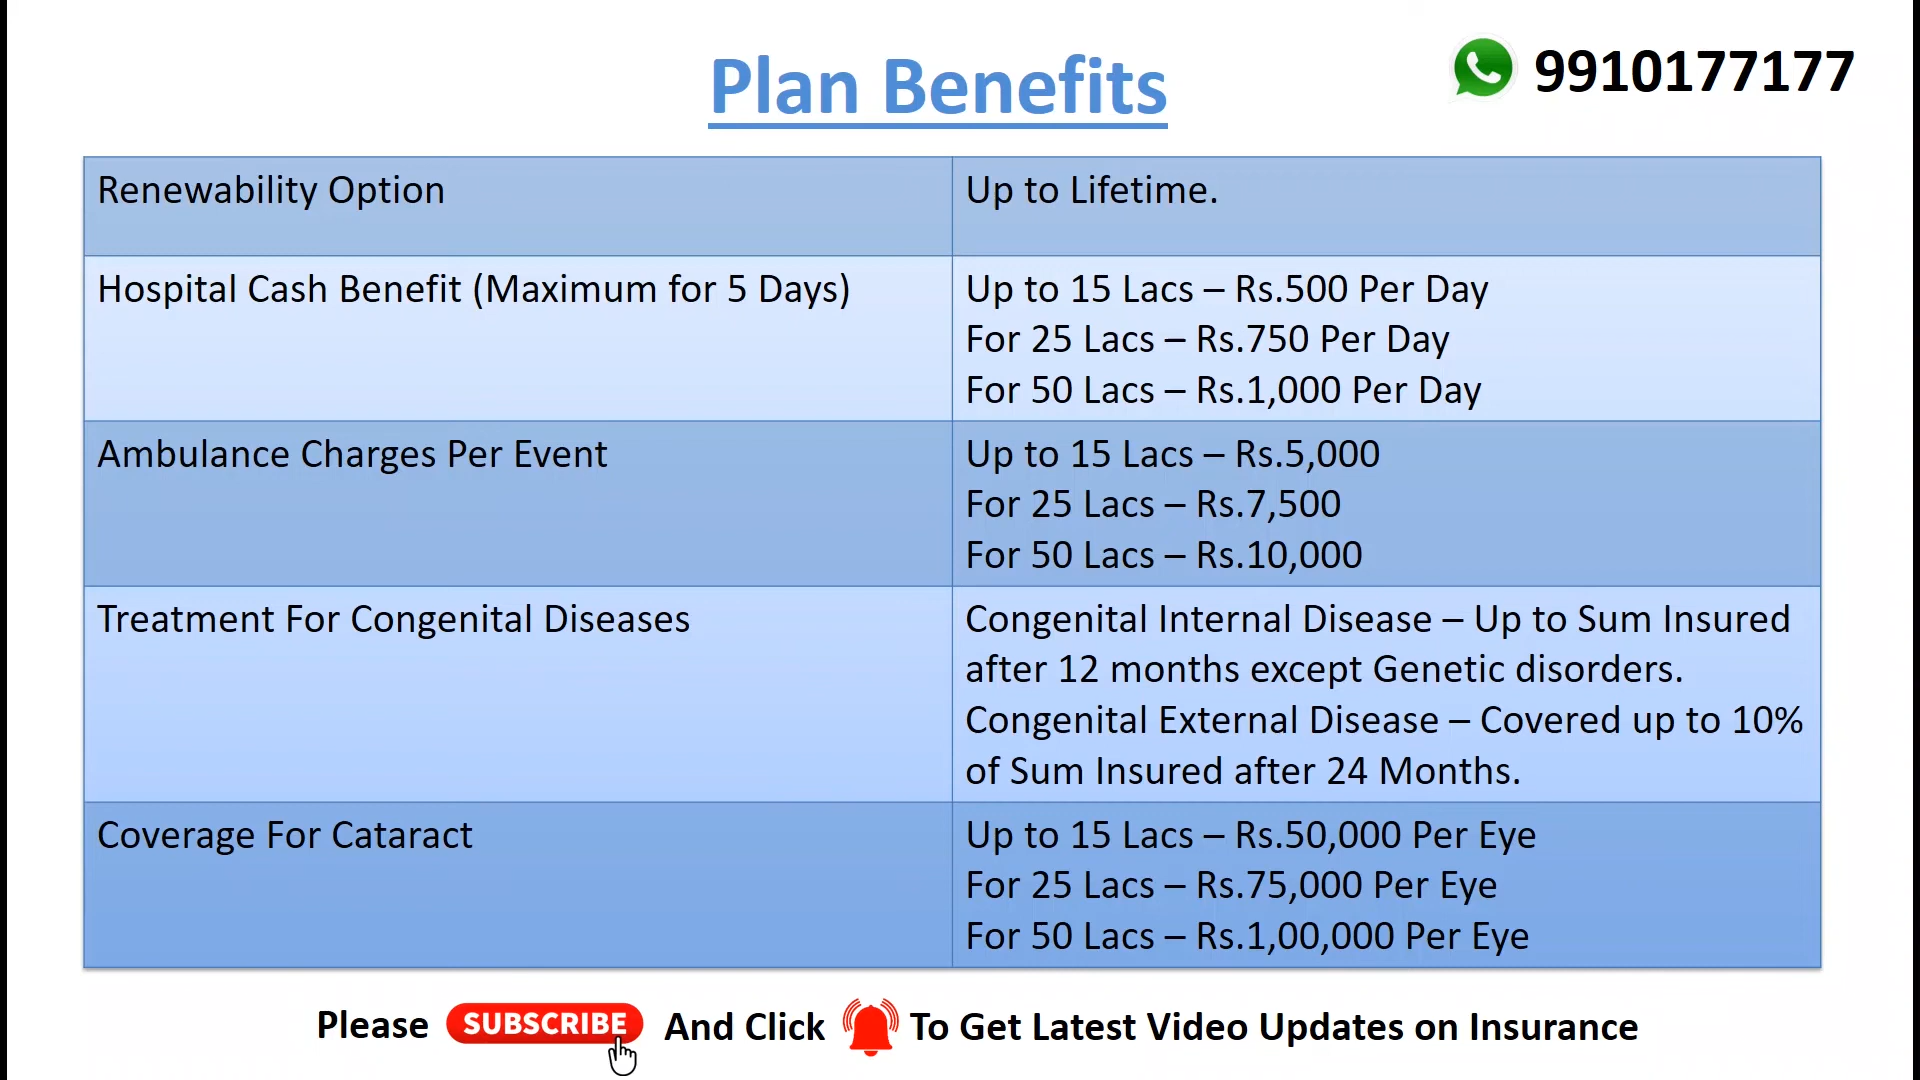 Plan Benefits
9910177177
Renewability Option
Up to Lifetime.
Hospital Cash Benefit (Maximum for 5 Days)
Up to 15 Lacs – Rs.500 Per Day
For 25 Lacs – Rs.750 Per Day
For 50 Lacs – Rs.1,000 Per Day
Ambulance Charges Per Event
Up to 15 Lacs – Rs.5,000
For 25 Lacs – Rs.7,500
For 50 Lacs – Rs.10,000
Treatment For Congenital Diseases
Congenital Internal Disease – Up to Sum Insured
after 12 months except Genetic disorders.
Congenital External Disease – Covered up to 10%
of Sum Insured after 24 Months.
Coverage For Cataract
Up to 15 Lacs – Rs.50,000 Per Eye
For 25 Lacs – Rs.75,000 Per Eye
For 50 Lacs – Rs.1,00,000 Per Eye
Please SUBSCRIBE And Click To Get Latest Video Updates on Insurance